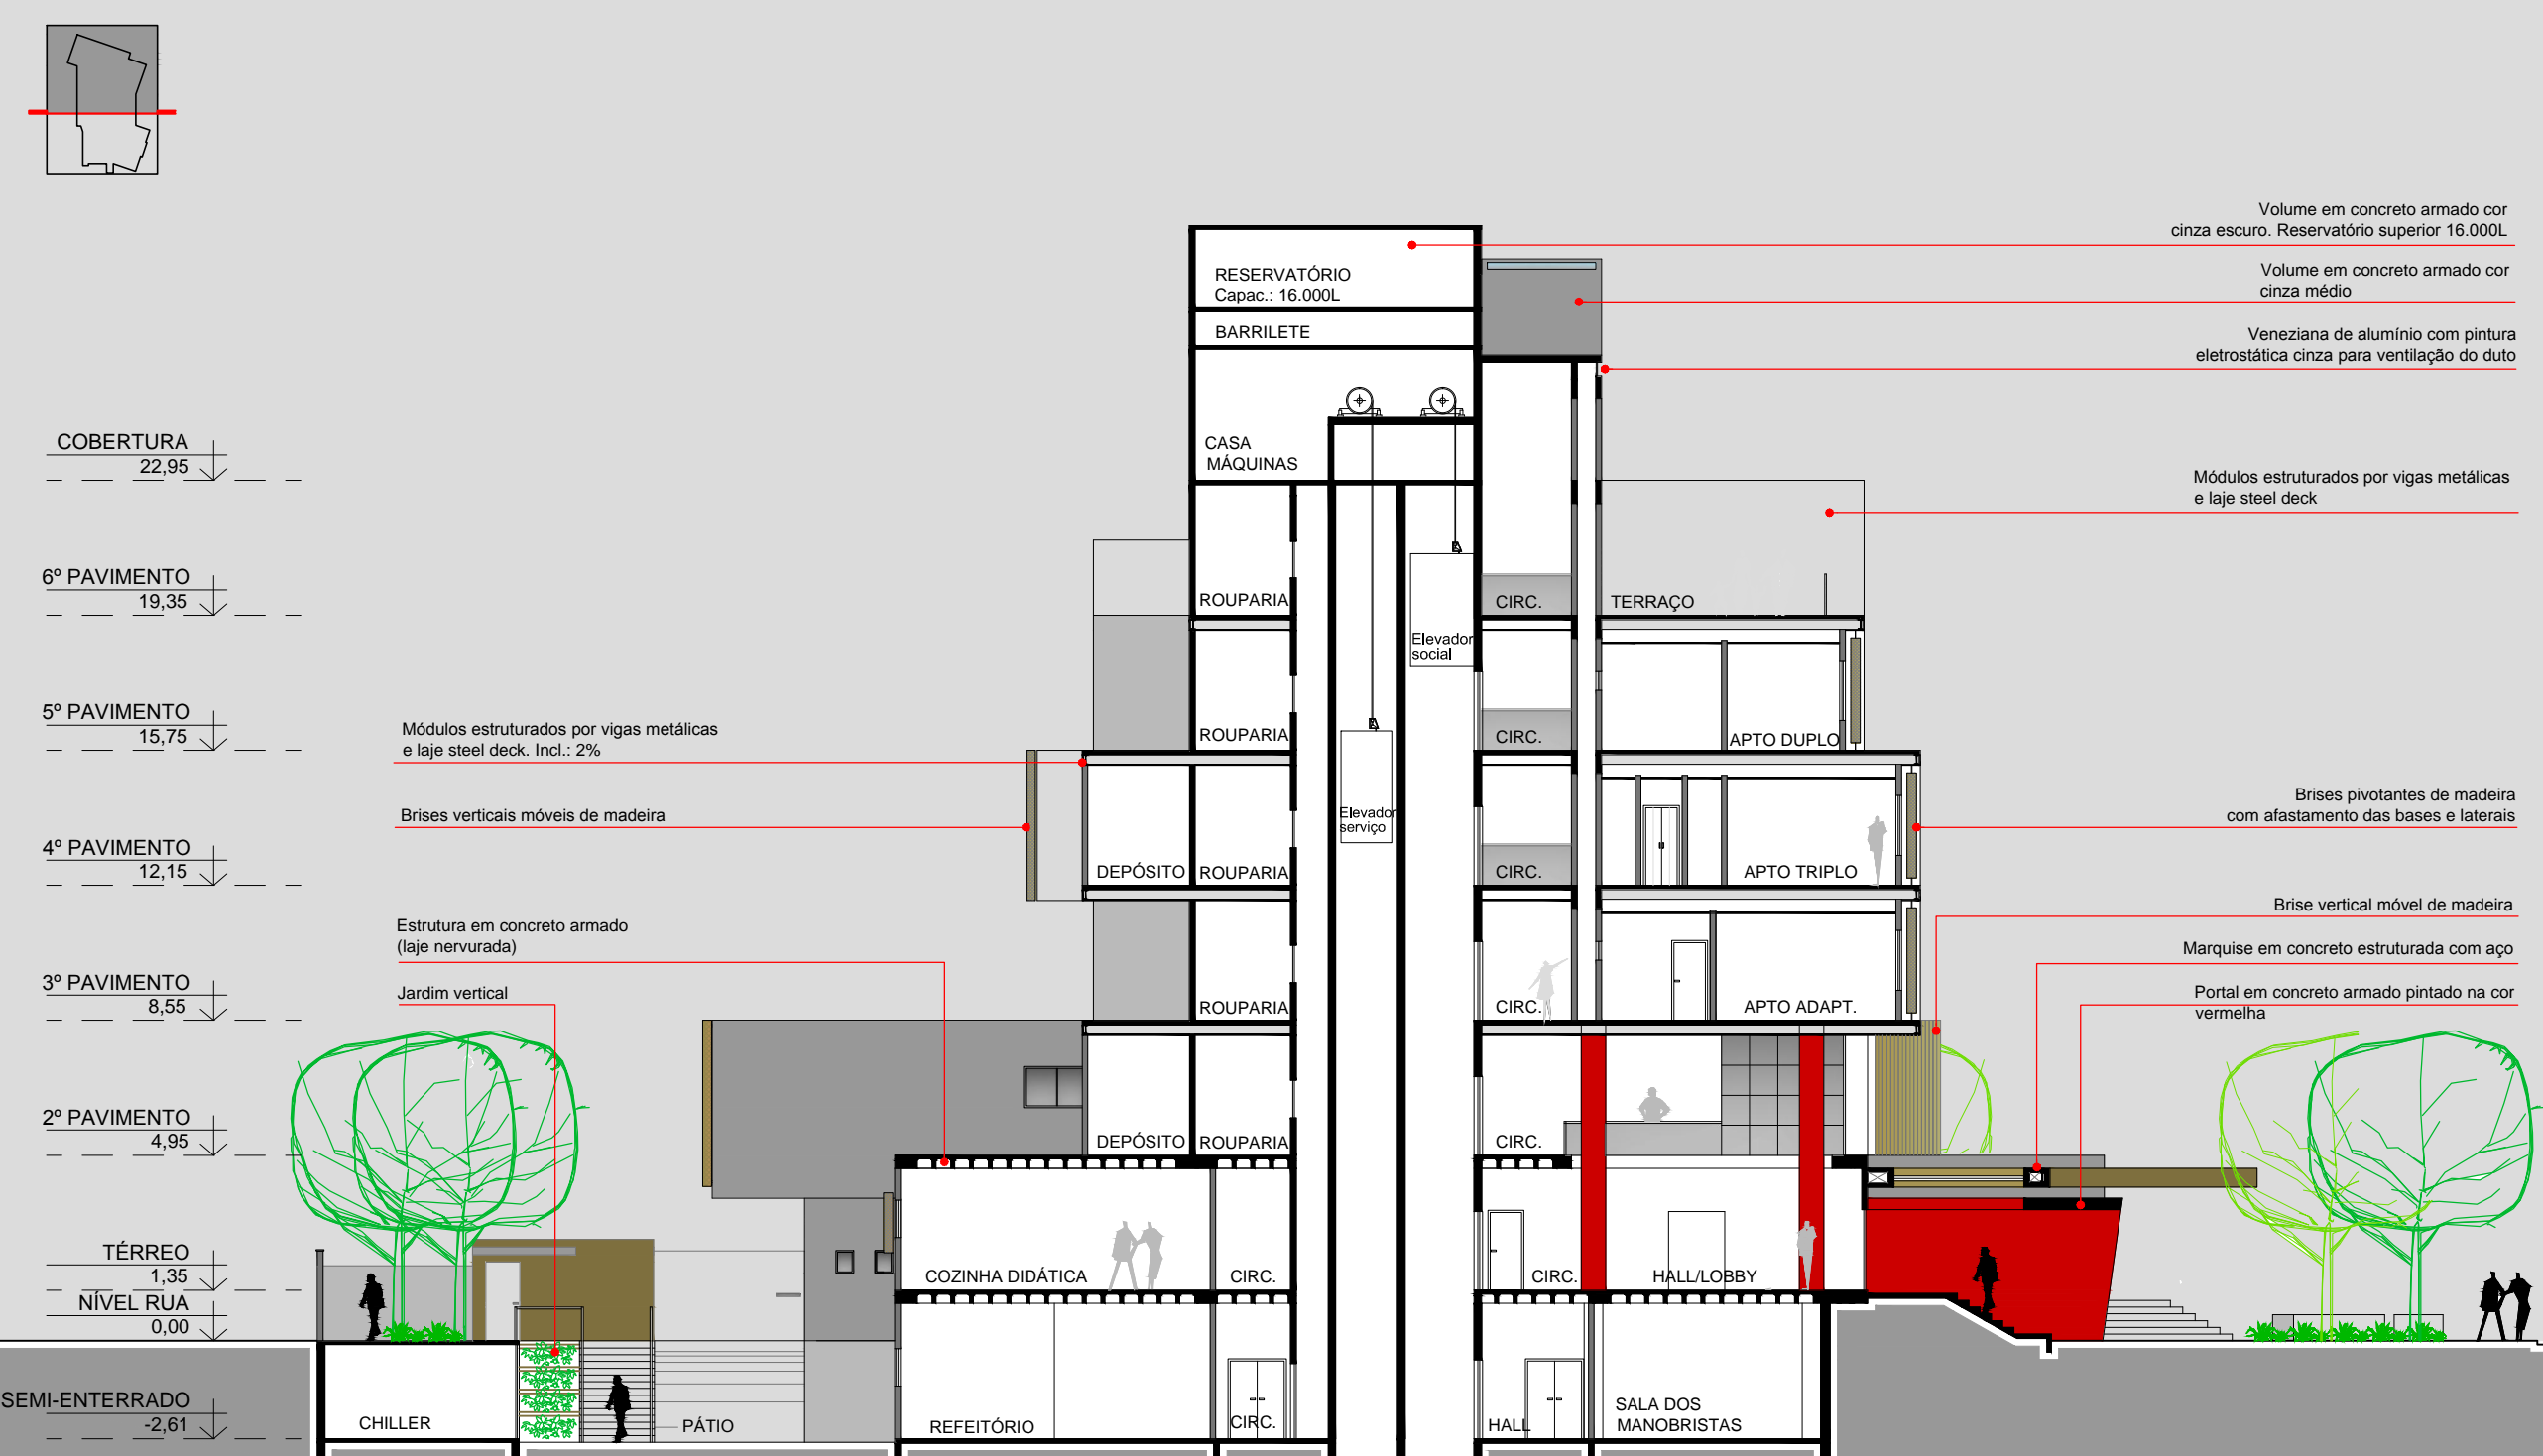 Volume em concreto armado cor
cinza escuro. Reservatório superior 16.000L
Volume em concreto armado cor
cinza médio
Veneziana de alumínio com pintura
eletrostática cinza para ventilação do duto
Módulos estruturados por vigas metálicas
e laje steel deck
Brises pivotantes de madeira
com afastamento das bases e laterais
Brise vertical móvel de madeira
Marquise em concreto estruturada com aço
Portal em concreto armado pintado na cor
vermelha
COBERTURA
22,95
6º PAVIMENTO
19,35
5º PAVIMENTO
15,75
4º PAVIMENTO
12,15
3º PAVIMENTO
8,55
2º PAVIMENTO
4,95
TÉRREO
1,35
NÍVEL RUA
0,00
SEMI-ENTERRADO
-2,61
Módulos estruturados por vigas metálicas
e laje steel deck. Incl.: 2%
Brises verticais móveis de madeira
Estrutura em concreto armado
(laje nervurada)
Jardim vertical
RESERVATÓRIO
Capac.: 16.000L
BARRILETE
CASA
MÁQUINAS
ROUPARIA
CIRC.
TERRAÇO
Elevador
social
ROUPARIA
CIRC.
APTO DUPLO
Elevador
serviço
DEPÓSITO
ROUPARIA
CIRC.
APTO TRIPLO
ROUPARIA
CIRC.
APTO ADAPT.
DEPÓSITO
ROUPARIA
CIRC.
COZINHA DIDÁTICA
CIRC.
CIRC.
HALL/LOBBY
CHILLER
PÁTIO
REFEITÓRIO
CIRC.
HALL
SALA DOS
MANOBRISTAS